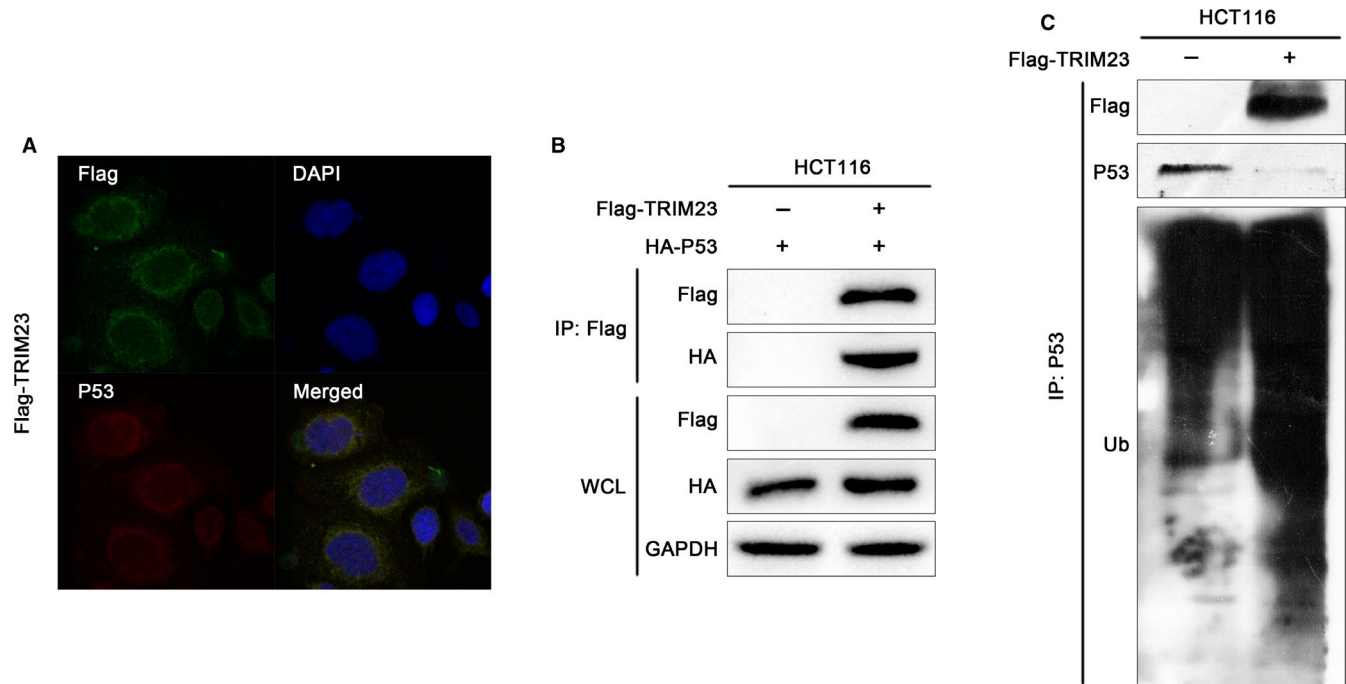 A
Flag-TRIM23
Flag
DAPI
P53
Merged
B
HCT116
Flag-TRIM23 – +
HA-P53 + +
IP: Flag
Flag
HA
WCL
Flag
HA
GAPDH
C
HCT116
Flag-TRIM23 – +
IP: P53
Flag
P53
Ub